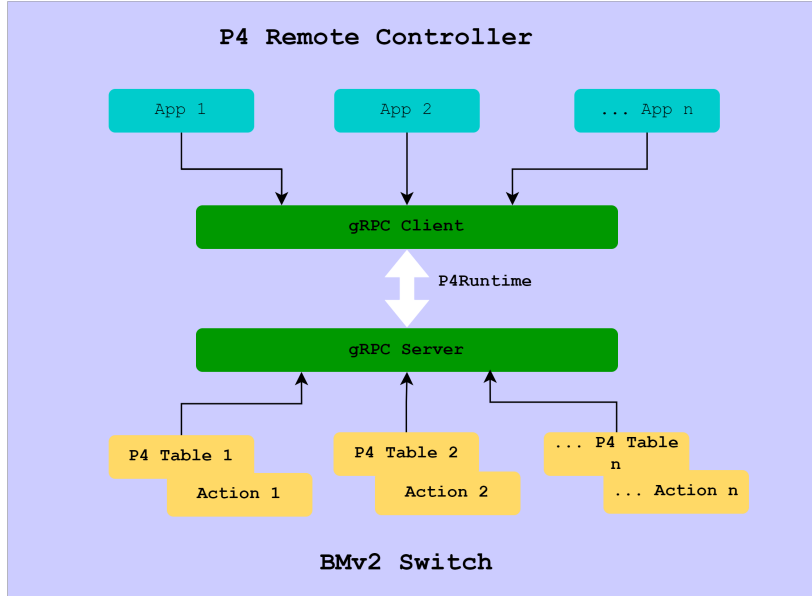 P4 Remote Controller
App 1
App 2
... App n
gRPC Client
P4Runtime
gRPC Server
P4 Table 1
P4 Table 2
... P4 Table
n
Action 1
Action 2
... Action n
BMv2 Switch